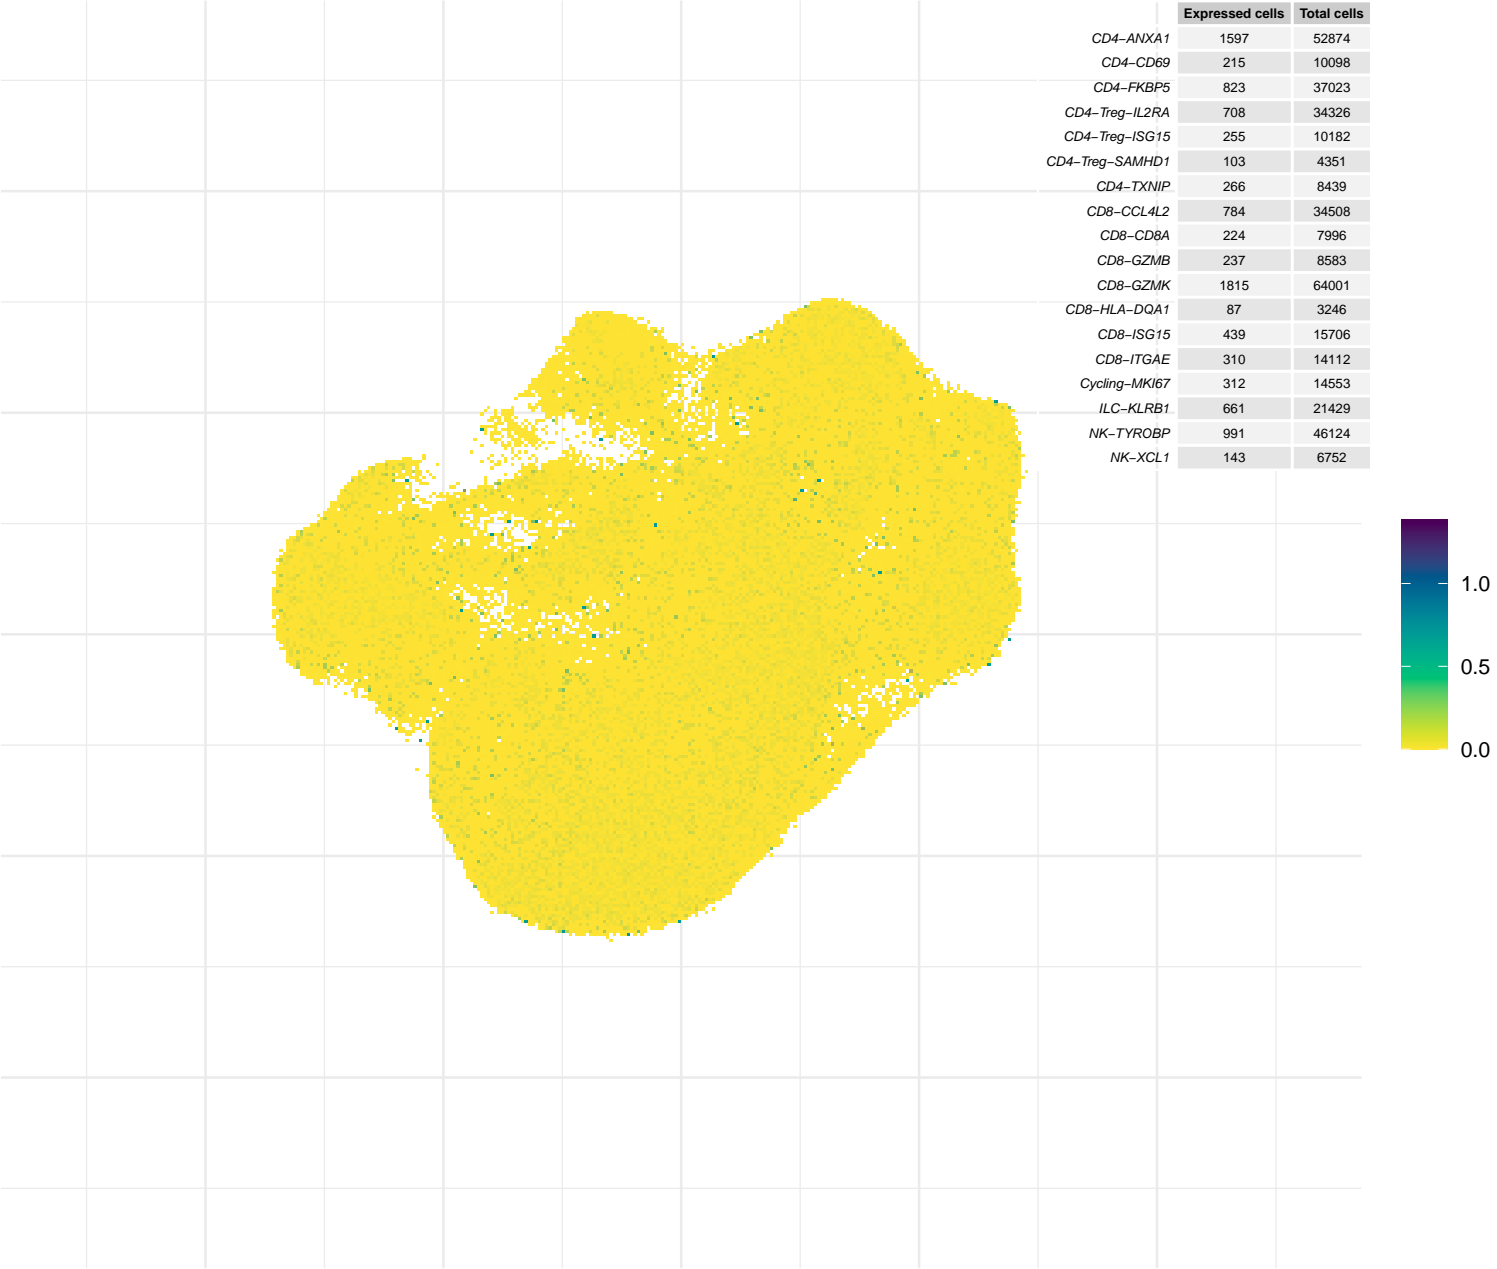 Expressed cells Total cells
CD4−ANXA1 1597 52874
CD4−CD69 215 10098
CD4−FKBP5 823 37023
CD4−Treg−IL2RA 708 34326
CD4−Treg−ISG15 255 10182
CD4−Treg−SAMHD1 103 4351
CD4−TXNIP 266 8439
CD8−CCL4L2 784 34508
CD8−CD8A 224 7996
CD8−GZMB 237 8583
CD8−GZMK 1815 64001
CD8−HLA−DQA1 87 3246
CD8−ISG15 439 15706
CD8−ITGAE 310 14112
Cycling−MKI67 312 14553
ILC−KLRB1 661 21429
NK−TYROBP 991 46124
NK−XCL1 143 6752
1.0
0.5
0.0